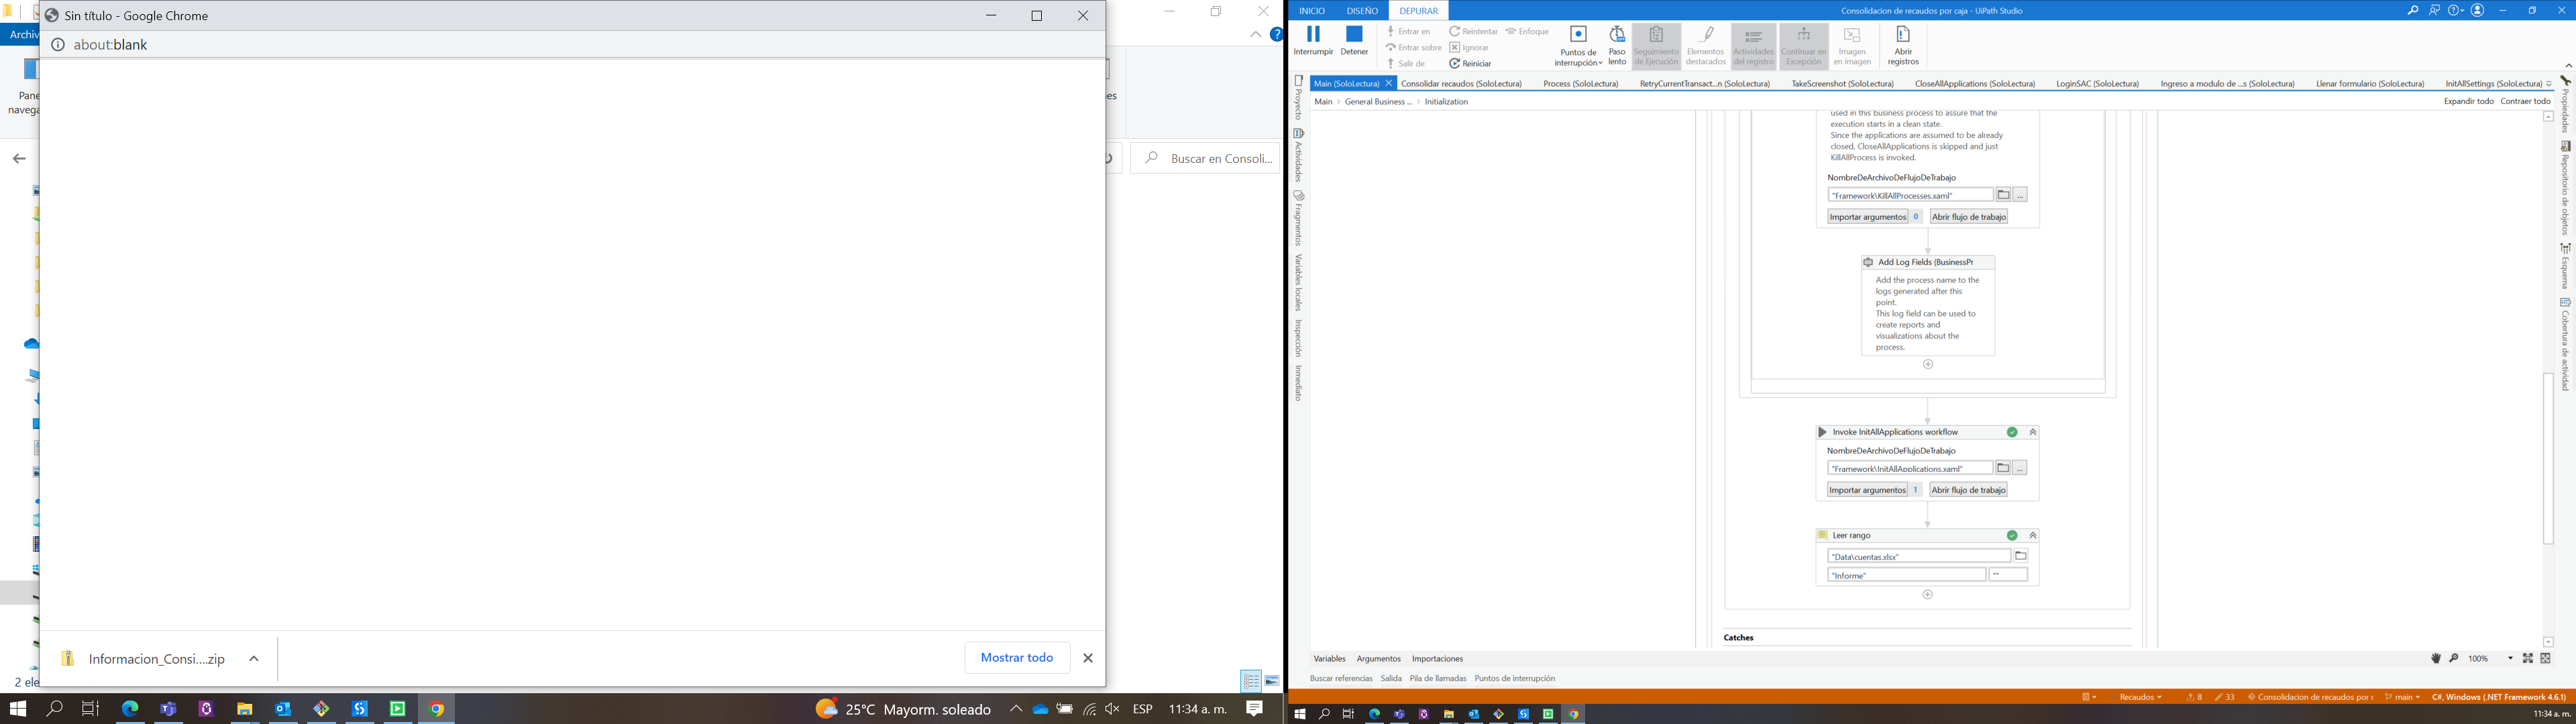 Sin título - Google Chrome
Archiv
about:blank
Pane
navega
es
Buscar en Consoli...
Informacion_Consi....zip
Mostrar todo
2 ele
25°C Mayorm. soleado
ESP
11:34 a. m.
INICIO
DISEÑO
DEPURAR
Consolidacion de recaudos por caja - UiPath Studio
Interrumpir
Detener
Entrar en
Entrar sobre
Salir de
Reintentar
Ignorar
Reiniciar
Enfoque
Puntos de
interrupción
Paso
lento
Seguimiento
de Ejecución
Elementos
destacados
Actividades
del registro
Continuar en
Excepción
Imagen
en imagen
Abrir
registros
Main (SoloLectura)
Consolidar recaudos (SoloLectura)
Process (SoloLectura)
RetryCurrentTransact...n (SoloLectura)
TakeScreenshot (SoloLectura)
CloseAllApplications (SoloLectura)
LoginSAC (SoloLectura)
Ingreso a modulo de ...s (SoloLectura)
Llenar formulario (SoloLectura)
InitAllSettings (SoloLectura)
Main > General Business ... > Initialization
Expandir todo
Contraer todo
Proyecto
Actividades
Fragmentos
Variables locales
Inspección
Inmediato
used in this business process to assure that the
execution starts in a clean state.
Since the applications are assumed to be already
closed, CloseAllApplications is skipped and just
KillAllProcess is invoked.
NombreDeArchivoDeFlujoDeTrabajo
"Framework\KillAllProcesses.xaml"
...
Importar argumentos 0
Abrir flujo de trabajo
Add Log Fields (BusinessPr
Add the process name to the
logs generated after this
point.
This log field can be used to
create reports and
visualizations about the
process.
Invoke InitAllApplications workflow
NombreDeArchivoDeFlujoDeTrabajo
"Framework\InitAllApplications.xaml"
...
Importar argumentos 1
Abrir flujo de trabajo
Leer rango
"Data\cuentas.xlsx"
"Informe"
""
Catches
Propiedades
Repositorio de objetos
Esquema
Cobertura de actividad
Variables
Argumentos
Importaciones
100%
Buscar referencias
Salida
Pila de llamadas
Puntos de interrupción
Recaudos
8
33
Consolidacion de recaudos por c
main
C#, Windows (.NET Framework 4.6.1)
11:34 a. m.